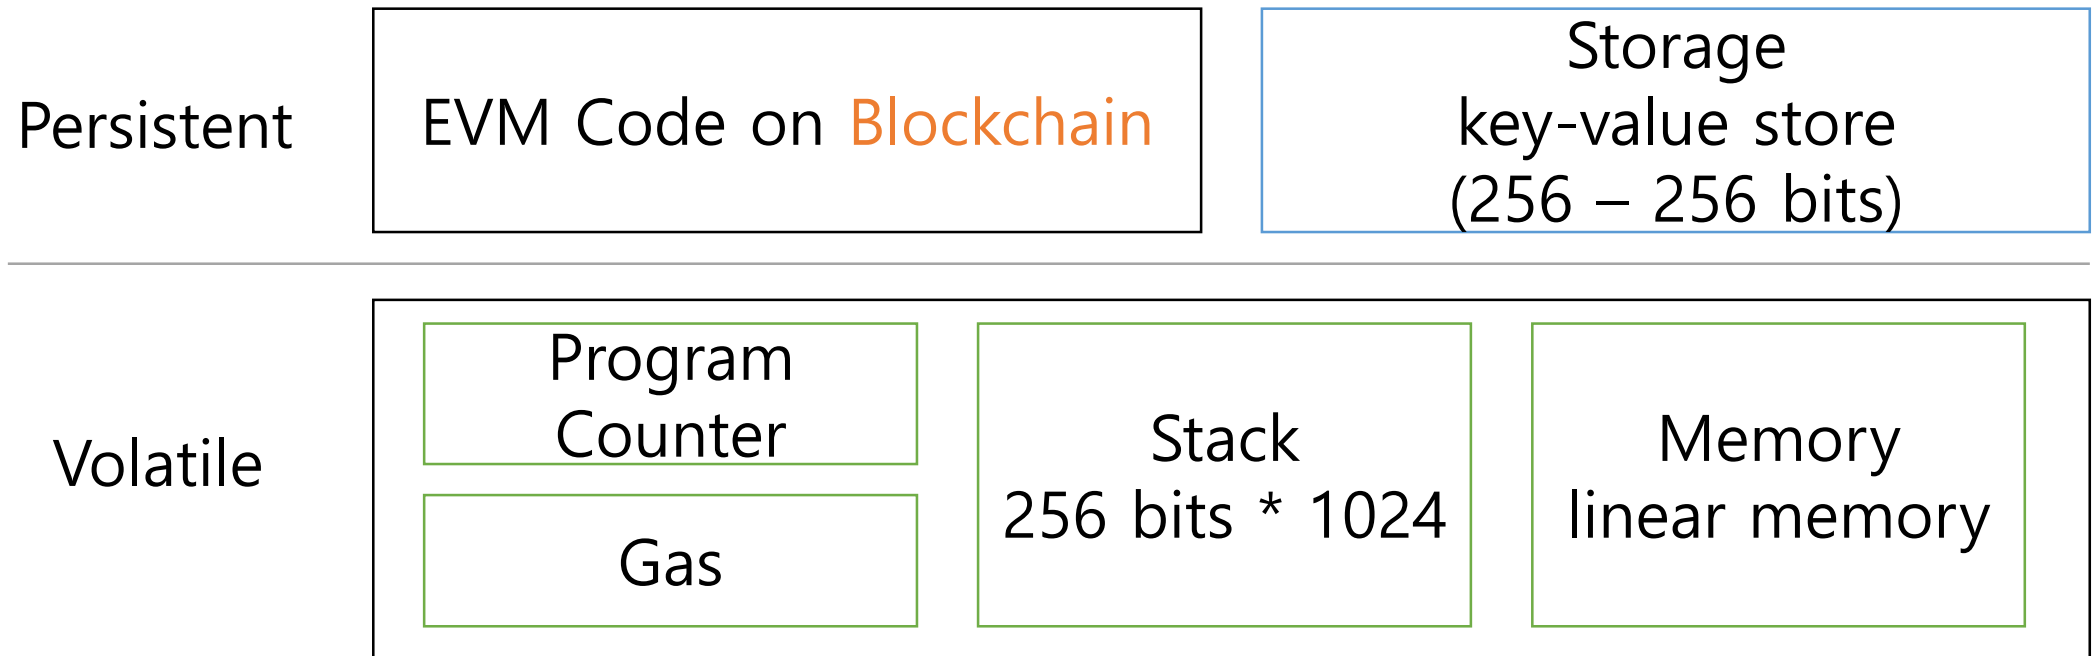 Persistent
EVM Code on Blockchain
Storage
key-value store
(256 – 256 bits)
Volatile
Program
Counter
Gas
Stack
256 bits * 1024
Memory
linear memory